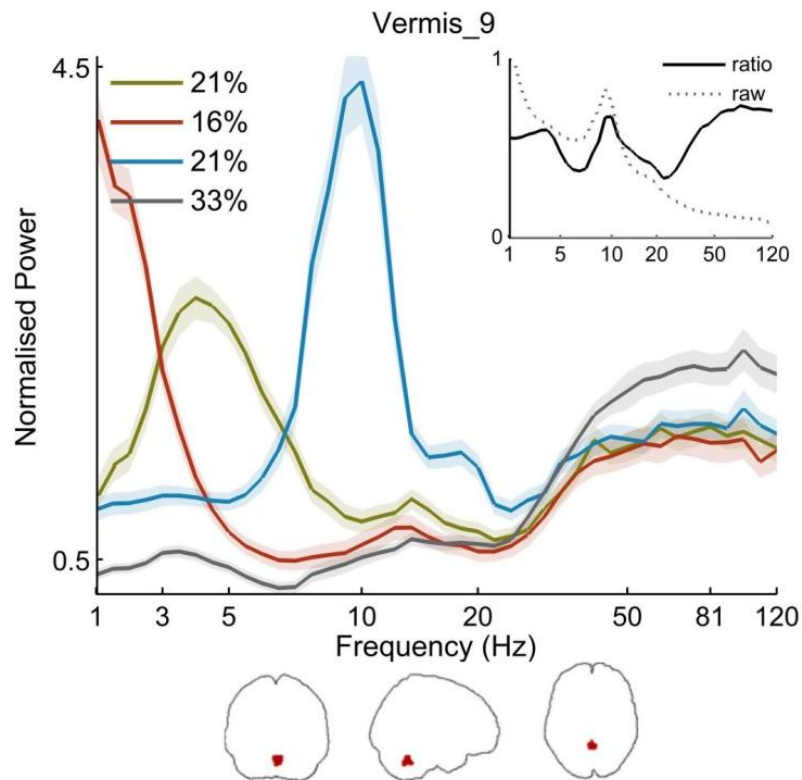 Vermis_9
4.5
21%
16%
21%
33%
1
ratio
raw
0
1 5 10 20 50 120
Normalised Power
0.5
1 3 5 10 20 50 81 120
Frequency (Hz)